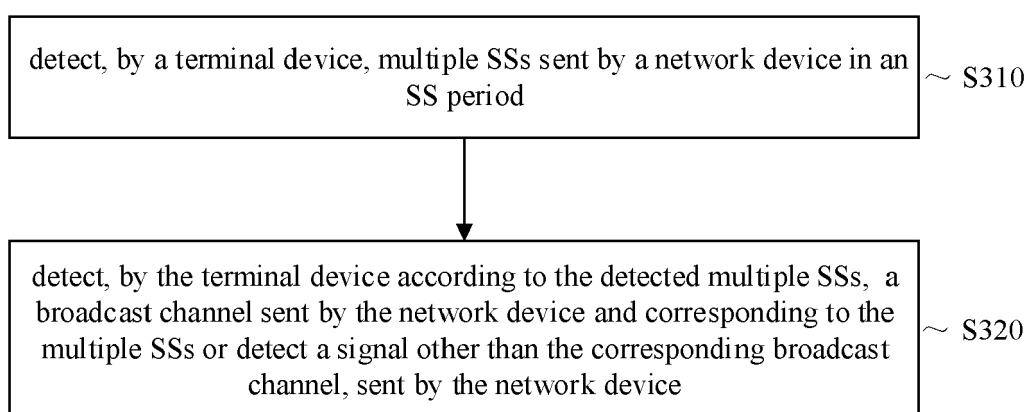 detect, by a terminal device, multiple SSs sent by a network device in an
SS period
~ S310
detect, by the terminal device according to the detected multiple SSs, a
broadcast channel sent by the network device and corresponding to the
multiple SSs or detect a signal other than the corresponding broadcast
channel, sent by the network device
~ S320